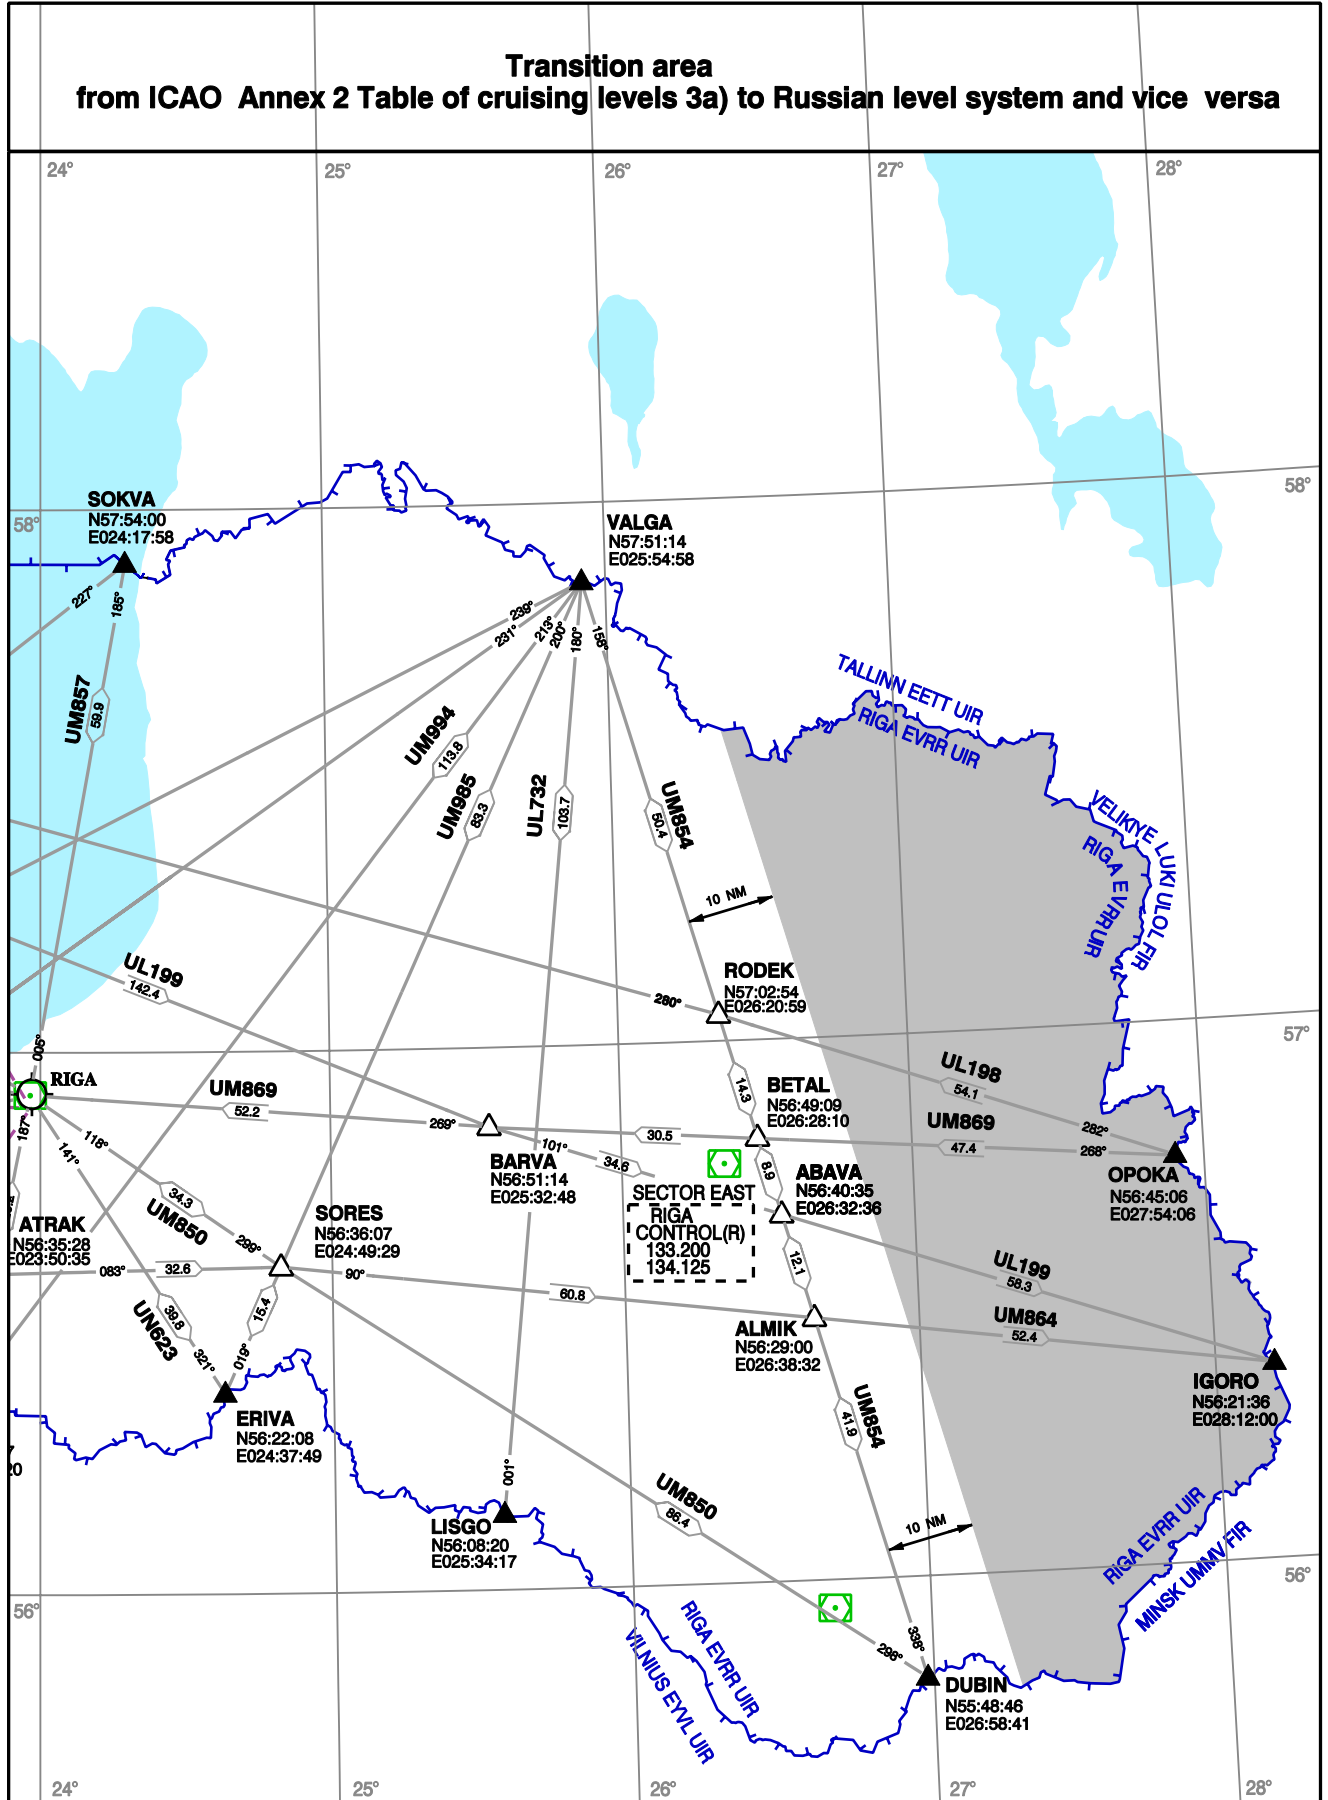 Transition area
from ICAO Annex 2 Table of cruising levels 3a) to Russian level system and vice versa
24°
25°
26°
27°
28°
58°
58°
SOKVA
N57:54:00
E024:17:58
VALGA
N57:51:14
E025:54:58
227°
185°
239°
231°
213°
200°
180°
158°
TALLINN EETT UIR
RIGA EVRR UIR
UM857
59.9
UM994
113.8
UM985
83.3
UL732
103.7
UM854
50.4
VELIKIYE LUKI ULOL FIR
RIGA EVRR UIR
10 NM
UL199
142.4
RODEK
N57:02:54
E026:20:59
280°
57°
005°
RIGA
UM869
52.2
269°
14.3
BETAL
N56:49:09
E026:28:10
UL198
54.1
UM869
47.4
282°
268°
30.5
187°
118°
141°
101°
34.6
BARVA
N56:51:14
E025:32:48
8.9
ABAVA
N56:40:35
E026:32:36
OPOKA
N56:45:06
E027:54:06
SECTOR EAST
RIGA
CONTROL(R)
133.200
134.125
34.3
UM850
299°
SORES
N56:36:07
E024:49:29
ATRAK
N56:35:28
E023:50:35
083°
32.6
90°
60.8
12.1
UL199
58.3
UM864
52.4
ALMIK
N56:29:00
E026:38:32
UN623
39.8
321°
15.4
019°
IGORO
N56:21:36
E028:12:00
ERIVA
N56:22:08
E024:37:49
20
UM854
41.9
001°
UM850
86.4
LISGO
N56:08:20
E025:34:17
10 NM
RIGA EVRR UIR
MINSK UMMV FIR
56°
56°
RIGA EVRR UIR
VILNIUS EYVL UIR
298°
338°
DUBIN
N55:48:46
E026:58:41
24°
25°
26°
27°
28°